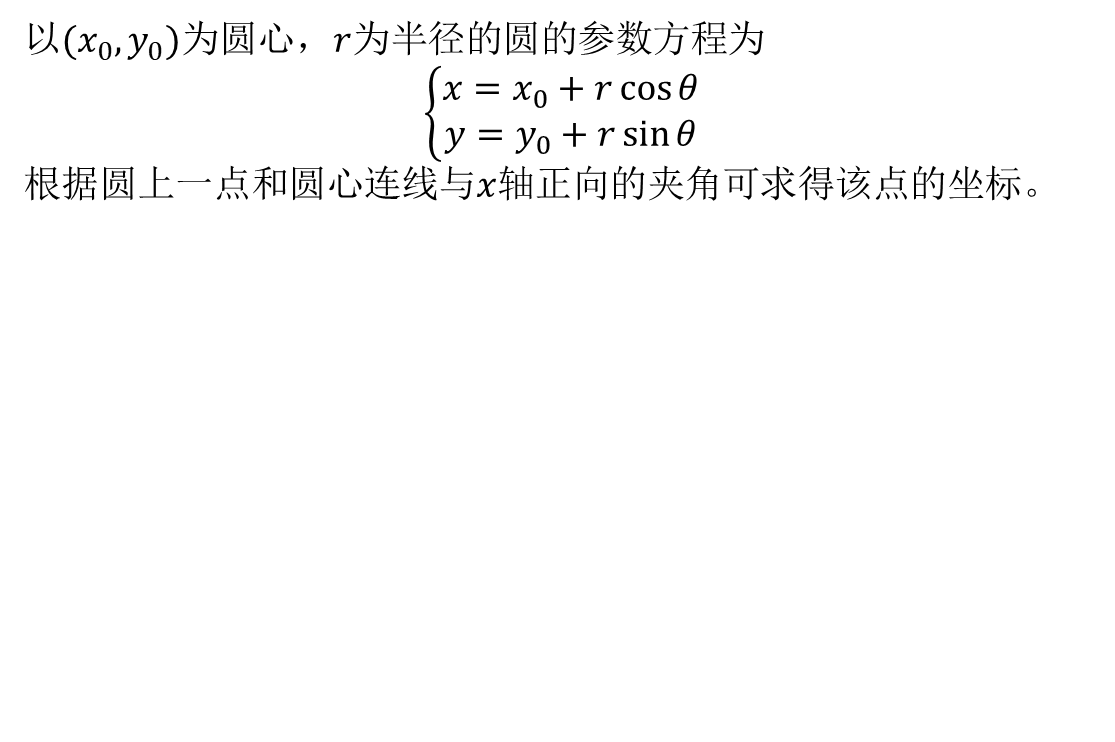 以(x₀,y₀)为圆心，r为半径的圆的参数方程为
{x = x₀ + r cos θ
y = y₀ + r sin θ
根据圆上一点和圆心连线与x轴正向的夹角可求得该点的坐标。